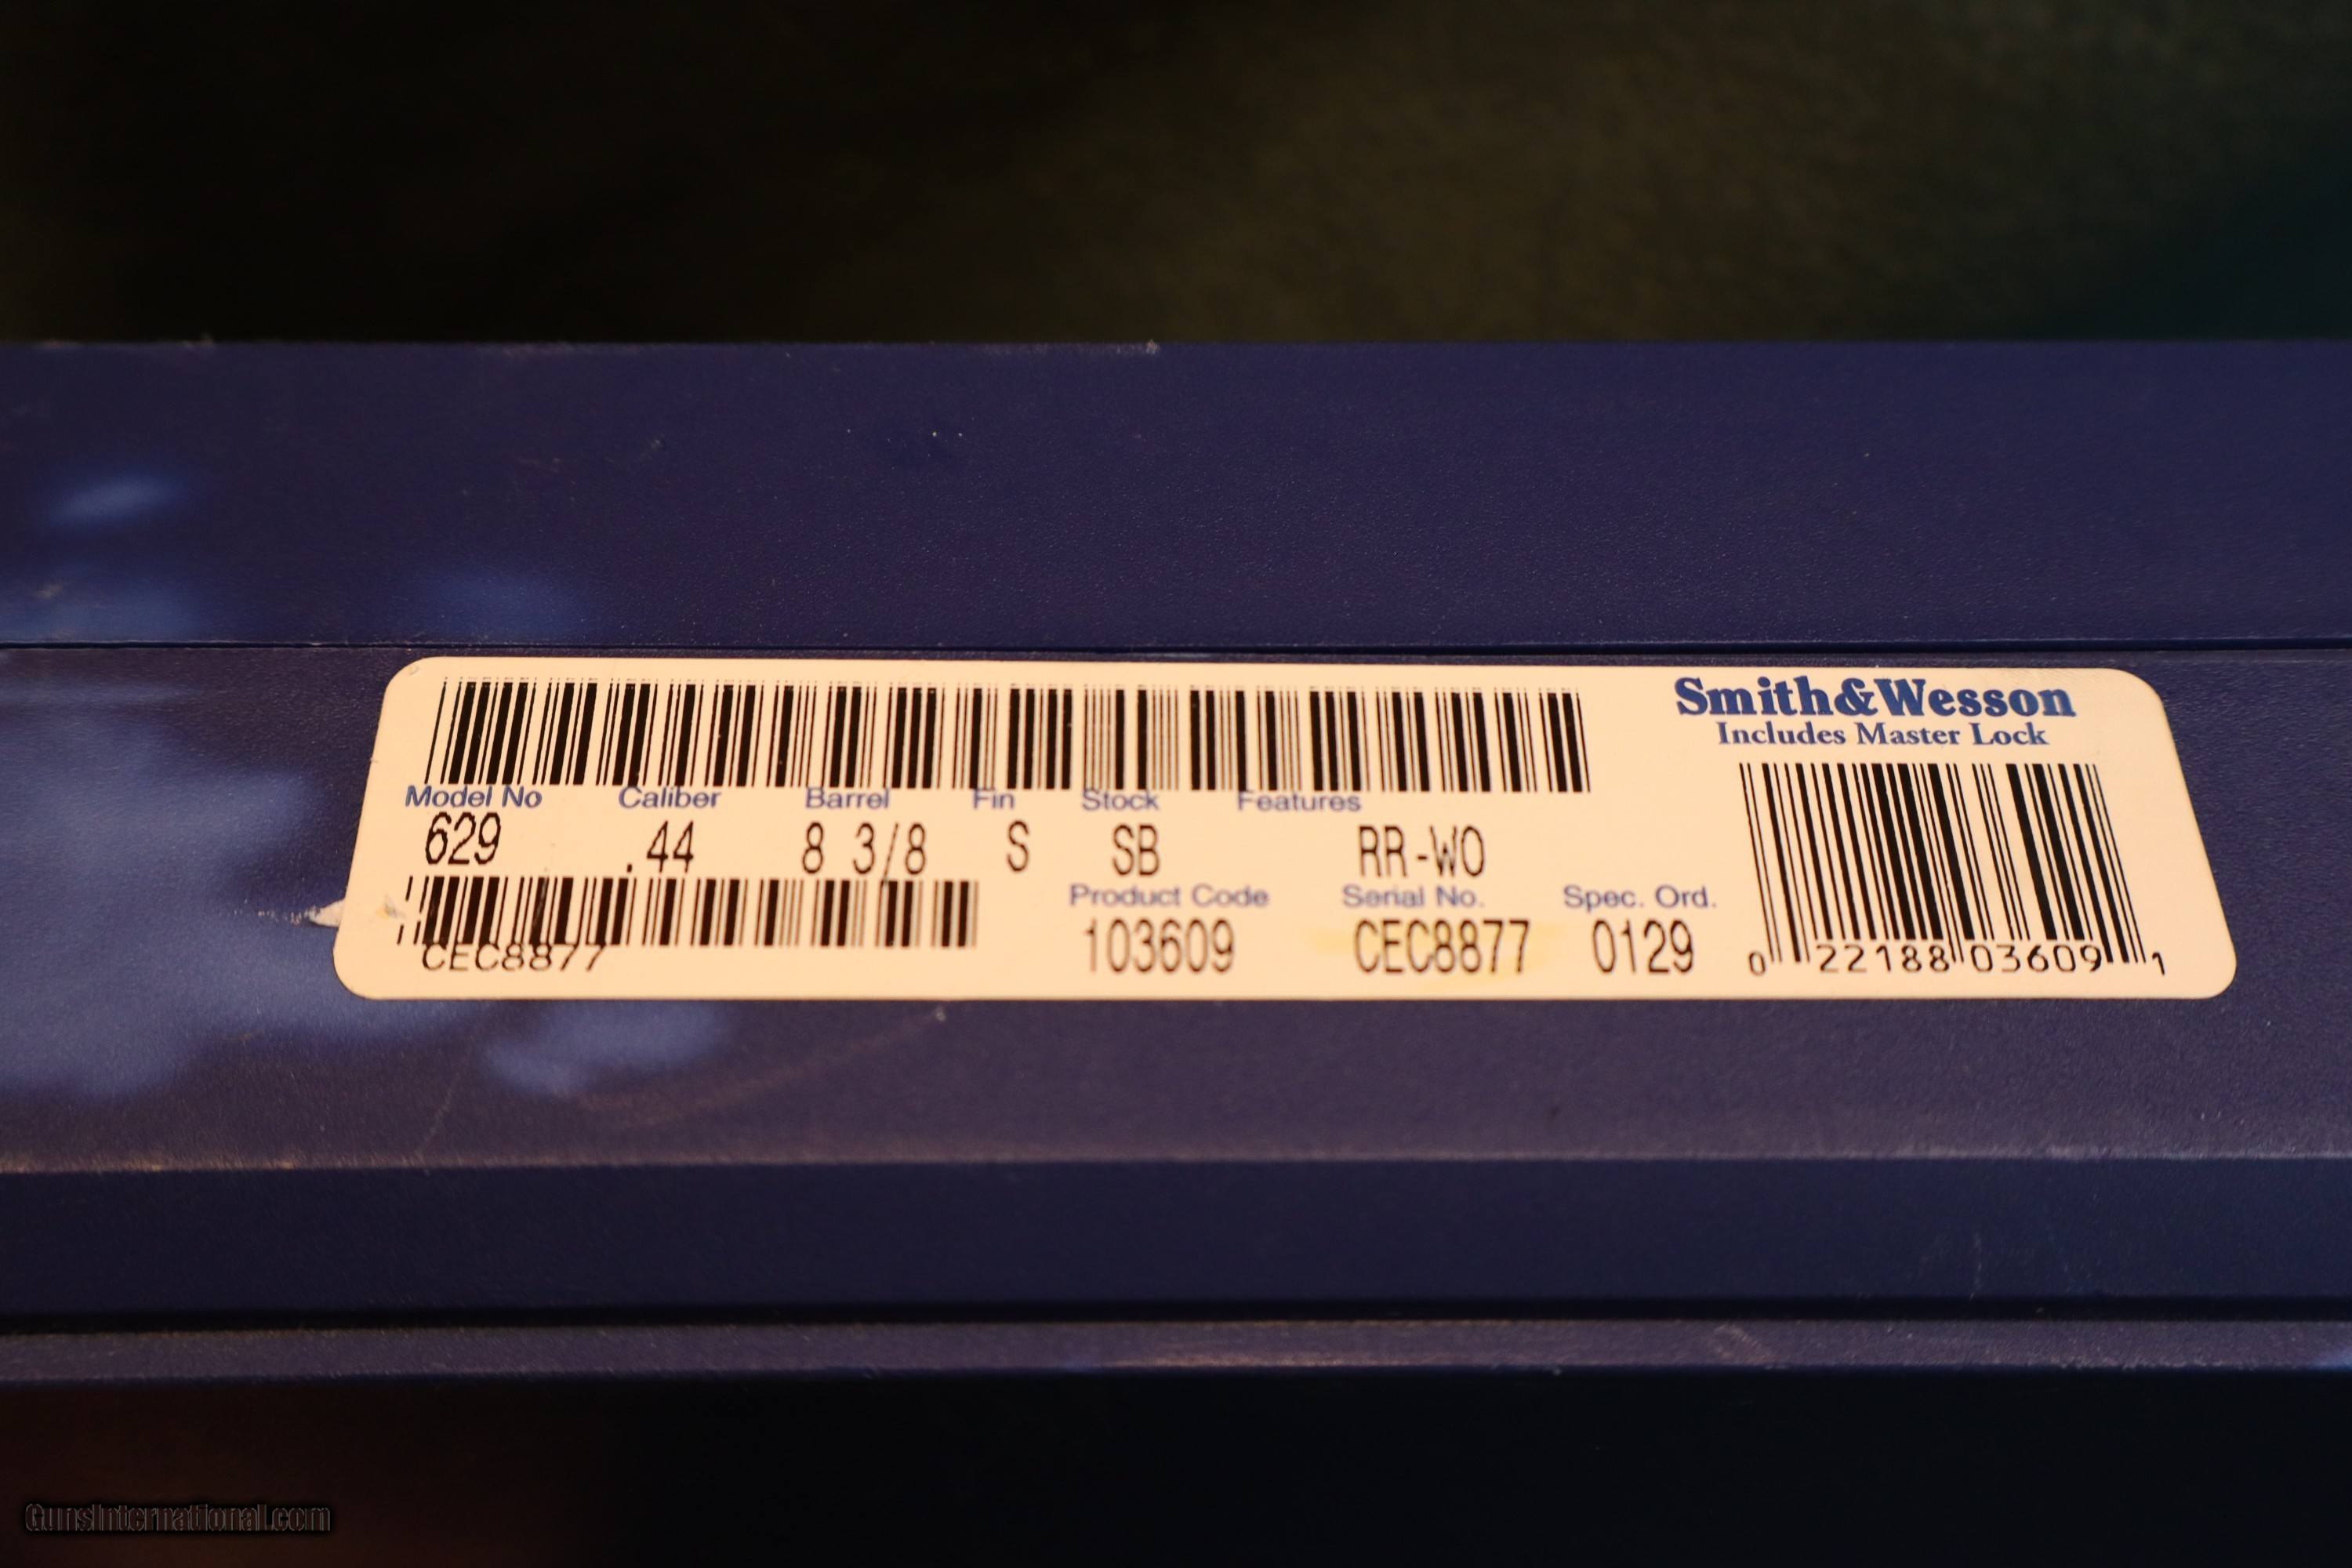 Smith&Wesson
Includes Master Lock
Model No Caliber Barrel Fin Stock Features
629 .44 8 3/8 S SB RR-WO
Product Code Serial No. Spec. Ord.
103609 CEC8877 0129
CEC8877
0 22188 03609 1
GunsInternational.com